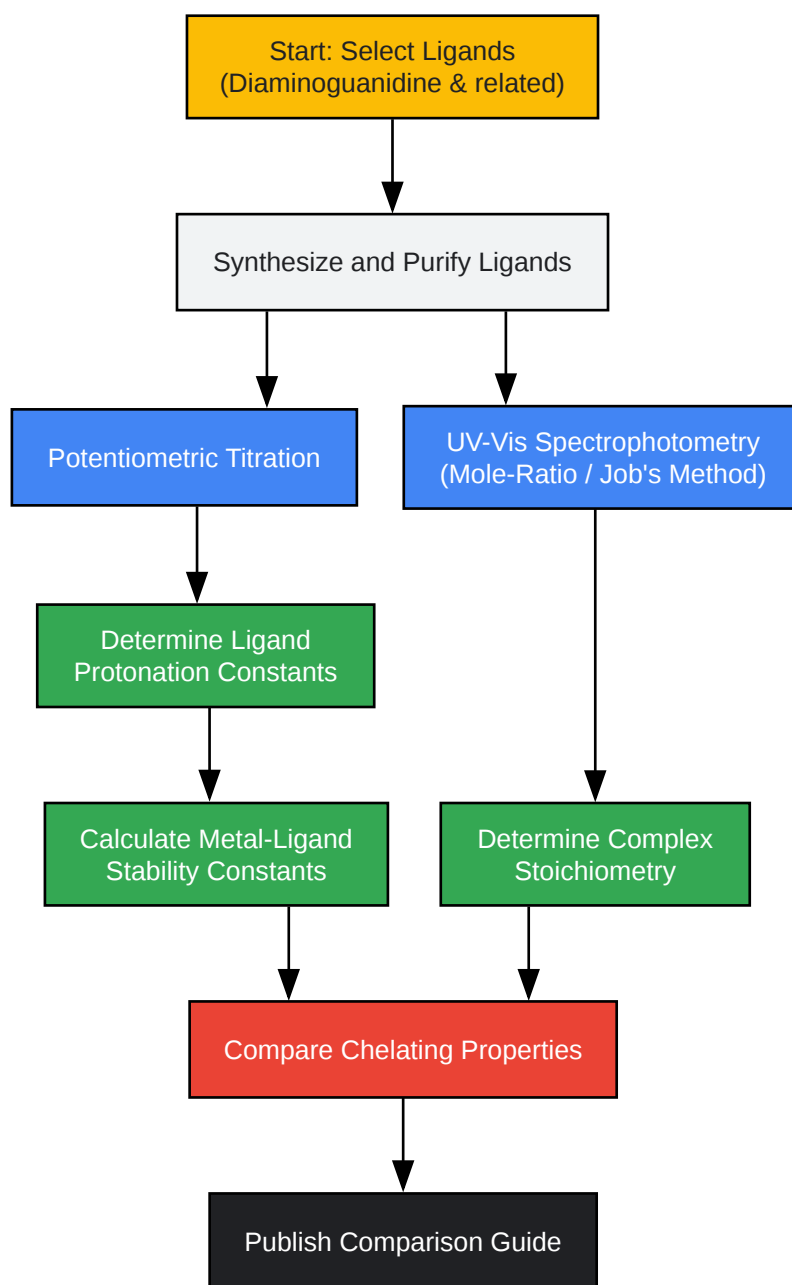 Start: Select Ligands
(Diaminoguanidine & related)
Synthesize and Purify Ligands
Potentiometric Titration
UV-Vis Spectrophotometry
(Mole-Ratio / Job's Method)
Determine Ligand
Protonation Constants
Calculate Metal-Ligand
Stability Constants
Determine Complex
Stoichiometry
Compare Chelating Properties
Publish Comparison Guide